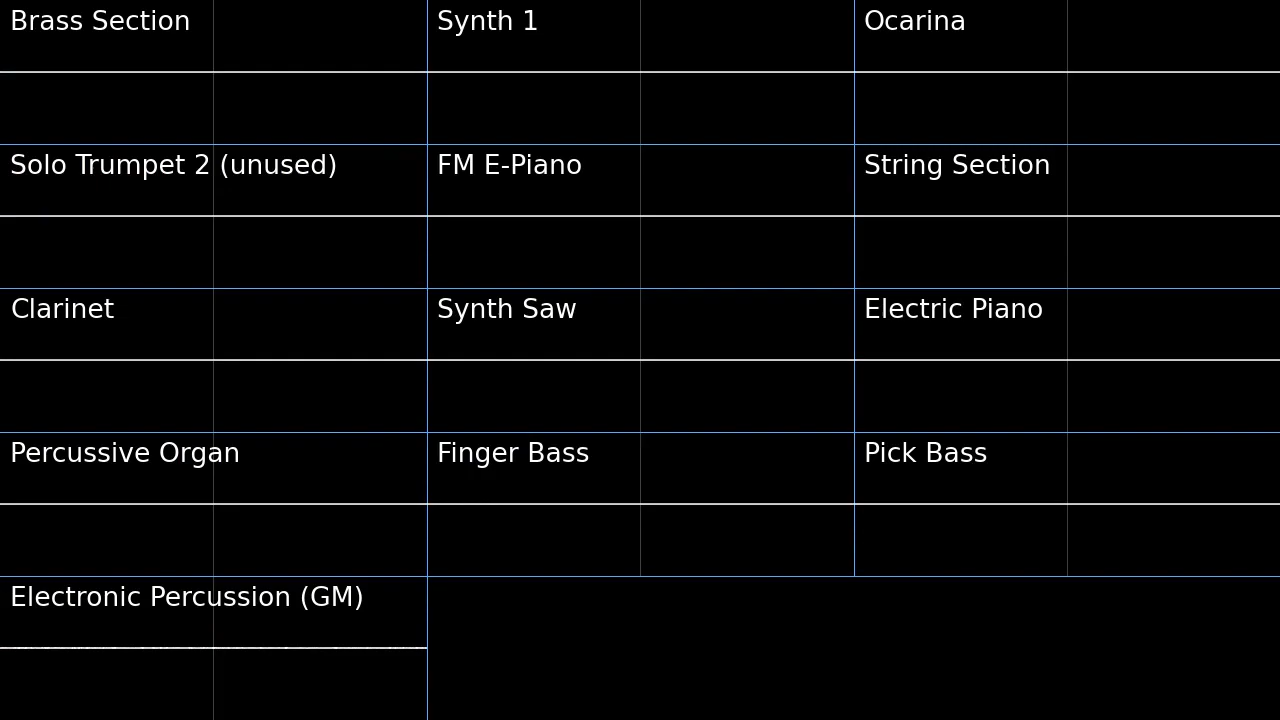 Brass Section
Synth 1
Ocarina
Solo Trumpet 2 (unused)
FM E-Piano
String Section
Clarinet
Synth Saw
Electric Piano
Percussive Organ
Finger Bass
Pick Bass
Electronic Percussion (GM)